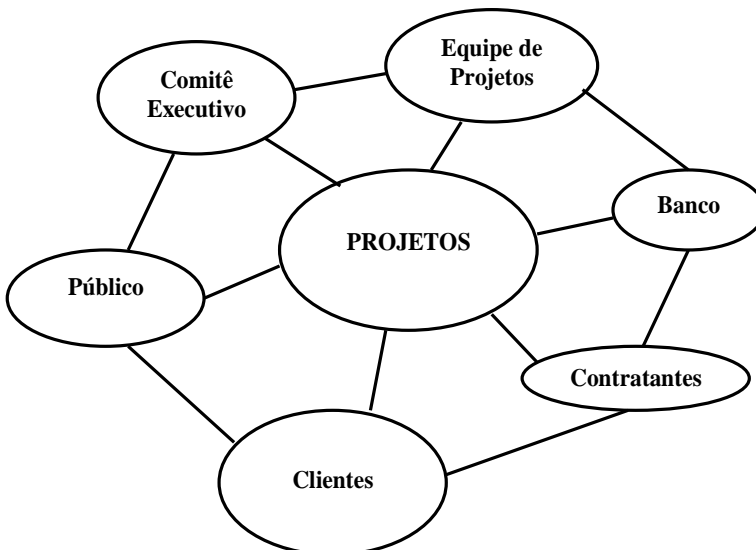 Equipe de
Projetos
Comitê
Executivo
Banco
PROJETOS
Público
Contratantes
Clientes